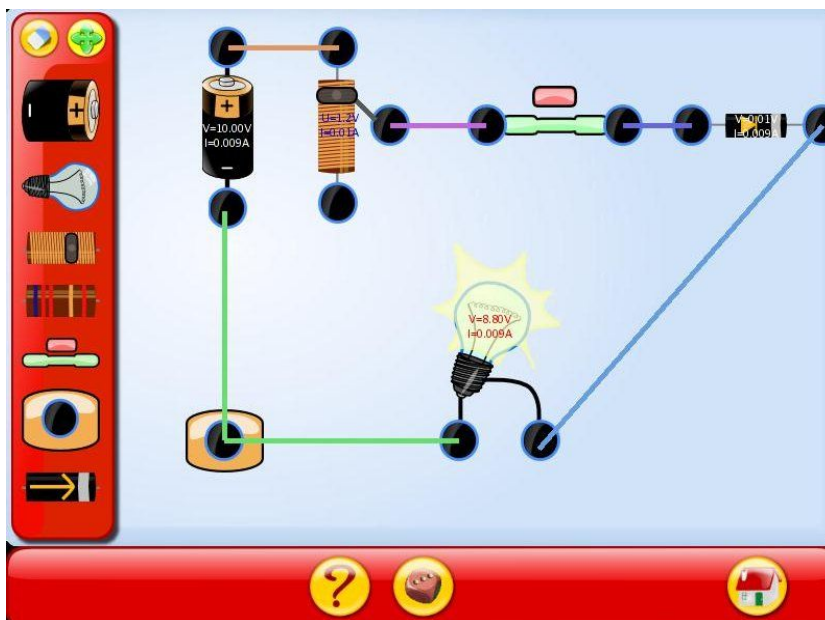 V=10.00V
I=0.009A
U=1.2V
I=0.01A
V=0.01V
I=0.009A
V=8.80V
I=0.009A
?